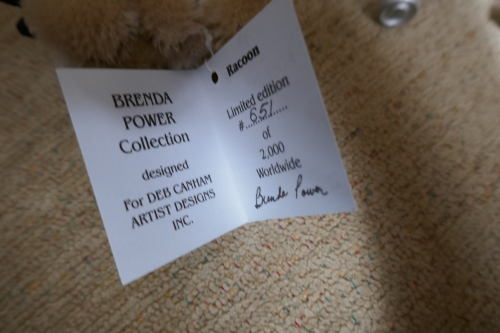 BRENDA
POWER
Collection
designed
For DEB CANHAM
ARTIST DESIGNS
INC.
Racoon
Limited edition
#...651......
of
2,000
Worldwide
Brenda Power